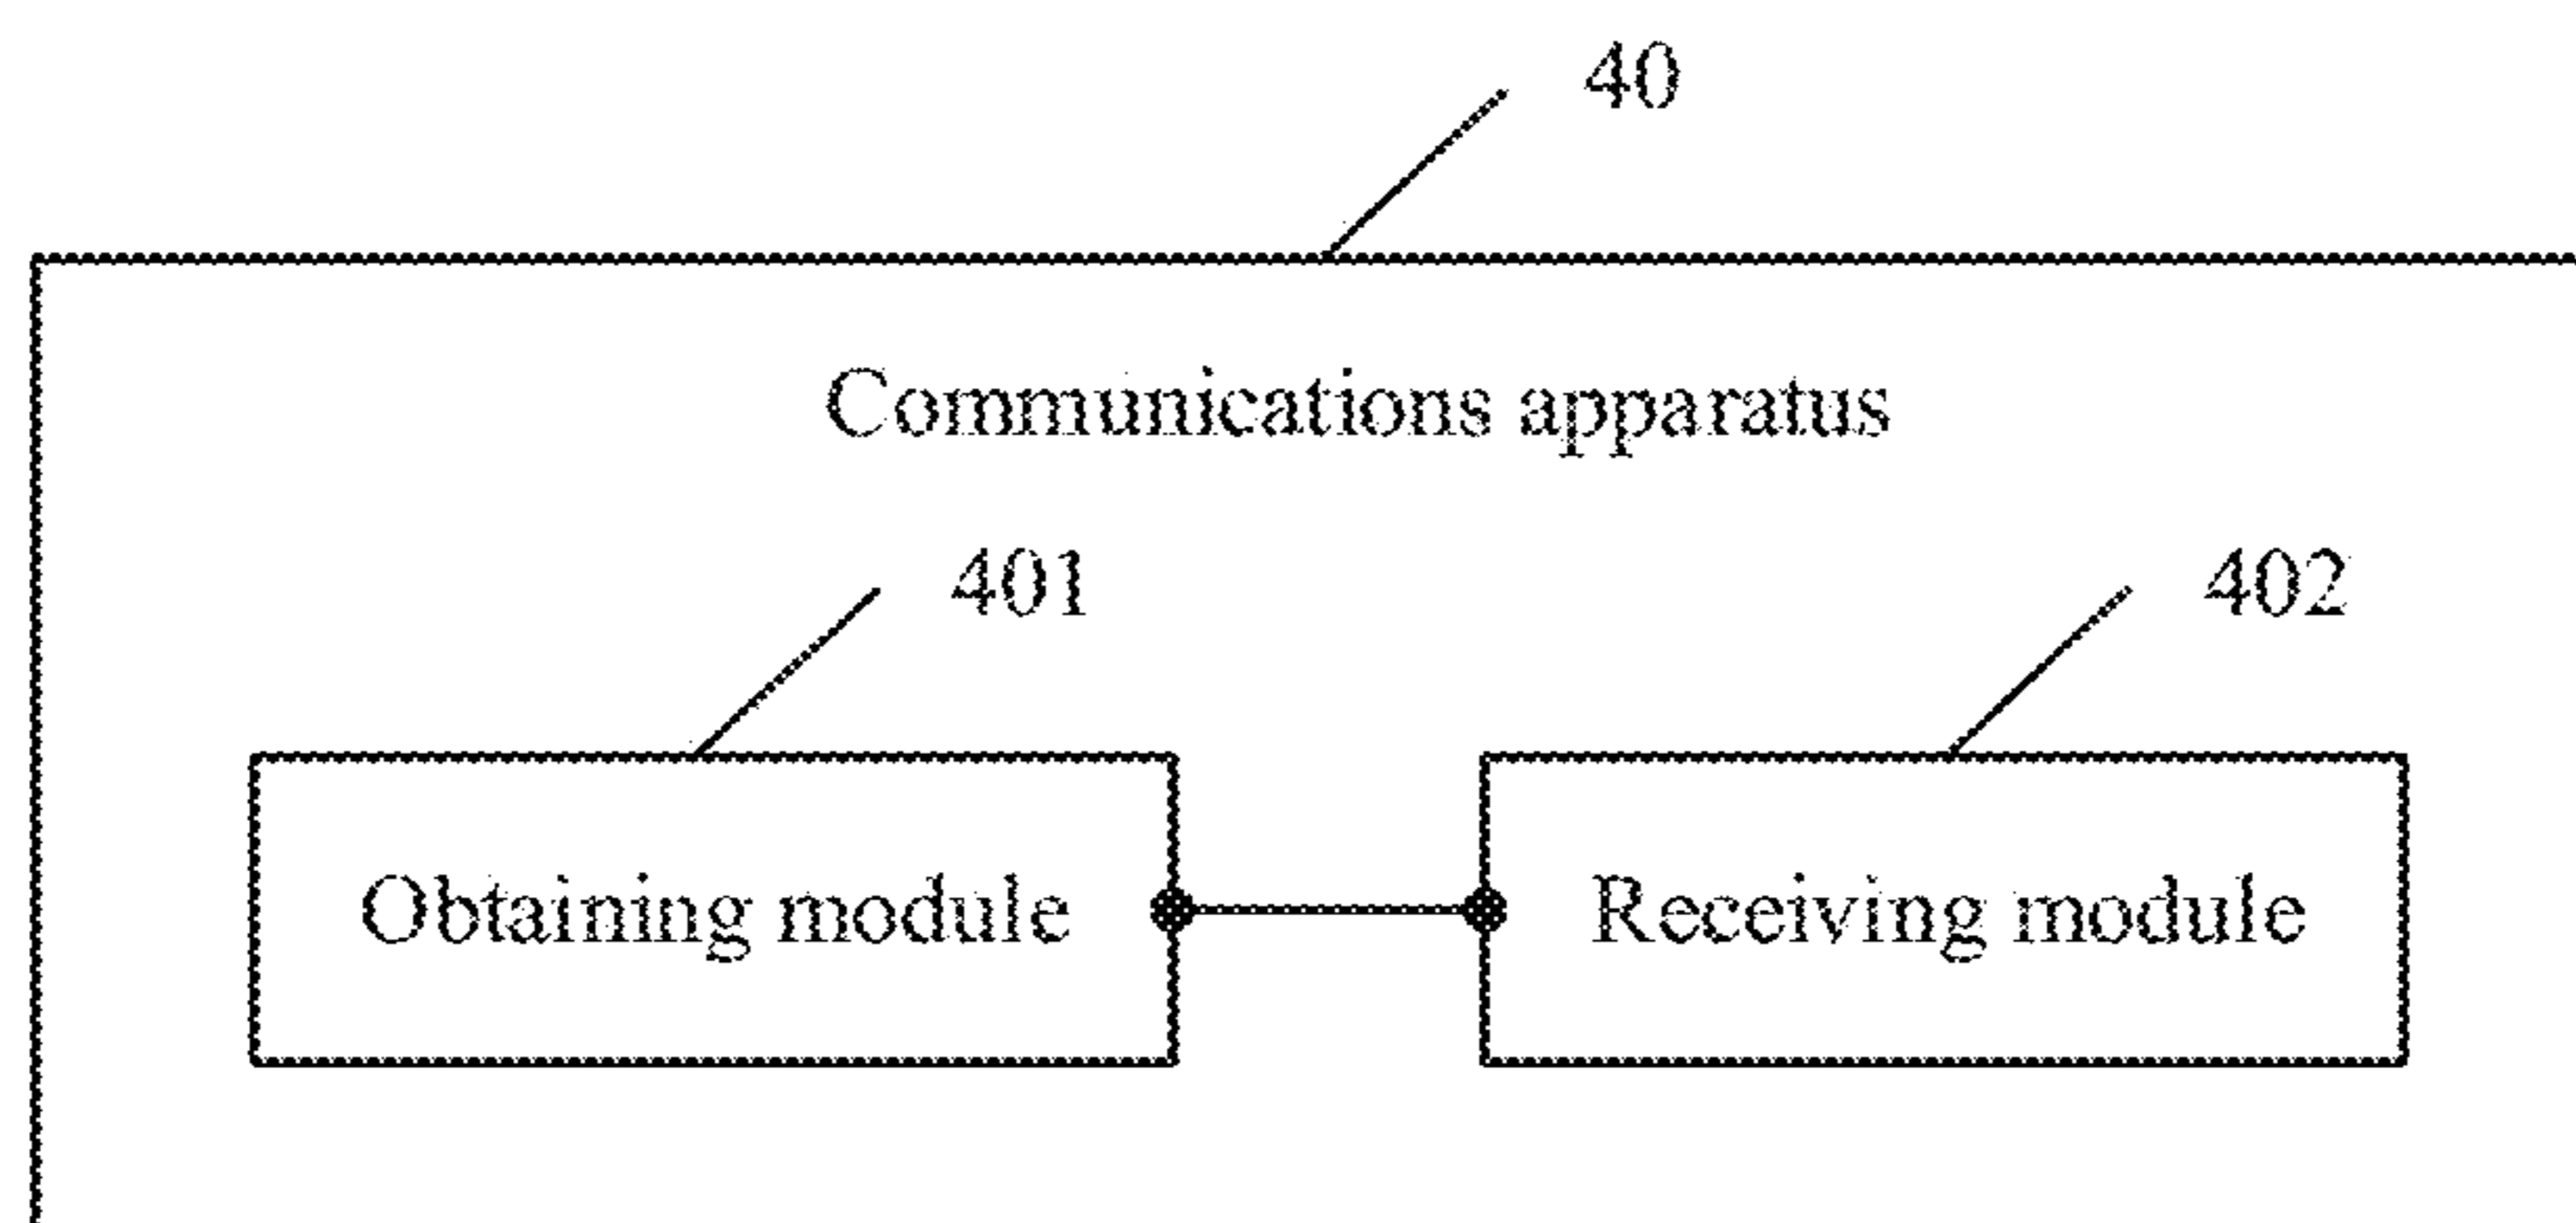 40
Communications apparatus
401
402
Obtaining module
Receiving module